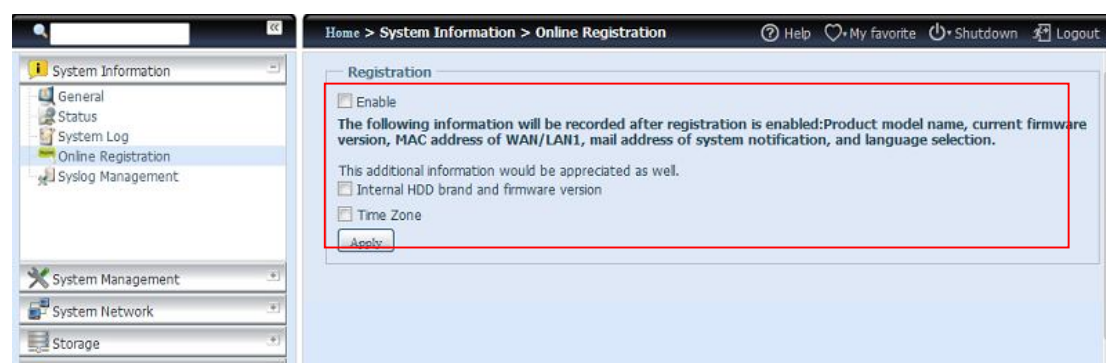 Home > System Information > Online Registration
Help
My favorite
Shutdown
Logout
System Information
General
Status
System Log
Online Registration
Syslog Management
System Management
System Network
Storage
Registration
Enable
The following information will be recorded after registration is enabled:Product model name, current firmware
version, MAC address of WAN/LAN1, mail address of system notification, and language selection.
This additional information would be appreciated as well.
Internal HDD brand and firmware version
Time Zone
Apply